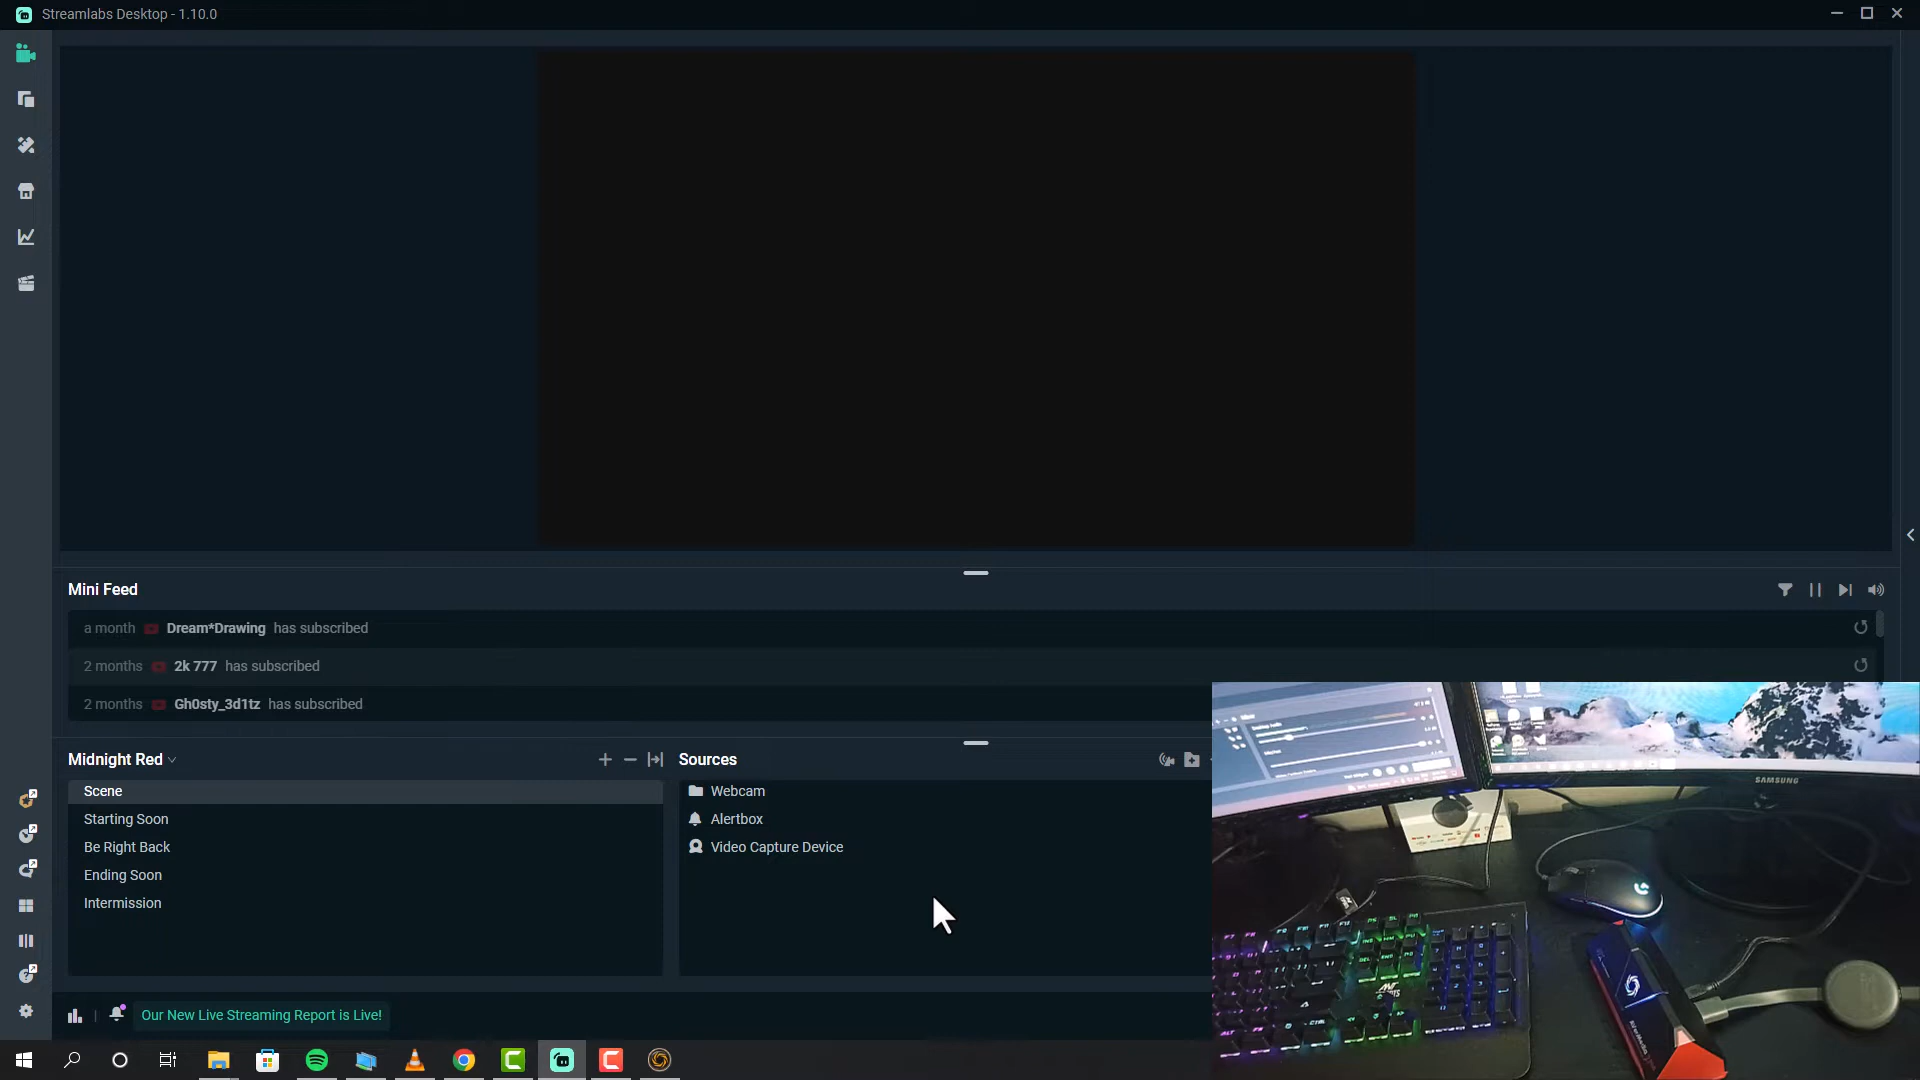 Streamlabs Desktop - 1.10.0
Mini Feed
a month Dream*Drawing has subscribed
2 months 2k 777 has subscribed
2 months Gh0sty_3d1tz has subscribed
Midnight Red
Sources
Scene
Starting Soon
Be Right Back
Ending Soon
Intermission
Webcam
Alertbox
Video Capture Device
Our New Live Streaming Report is Live!
SAMSUNG